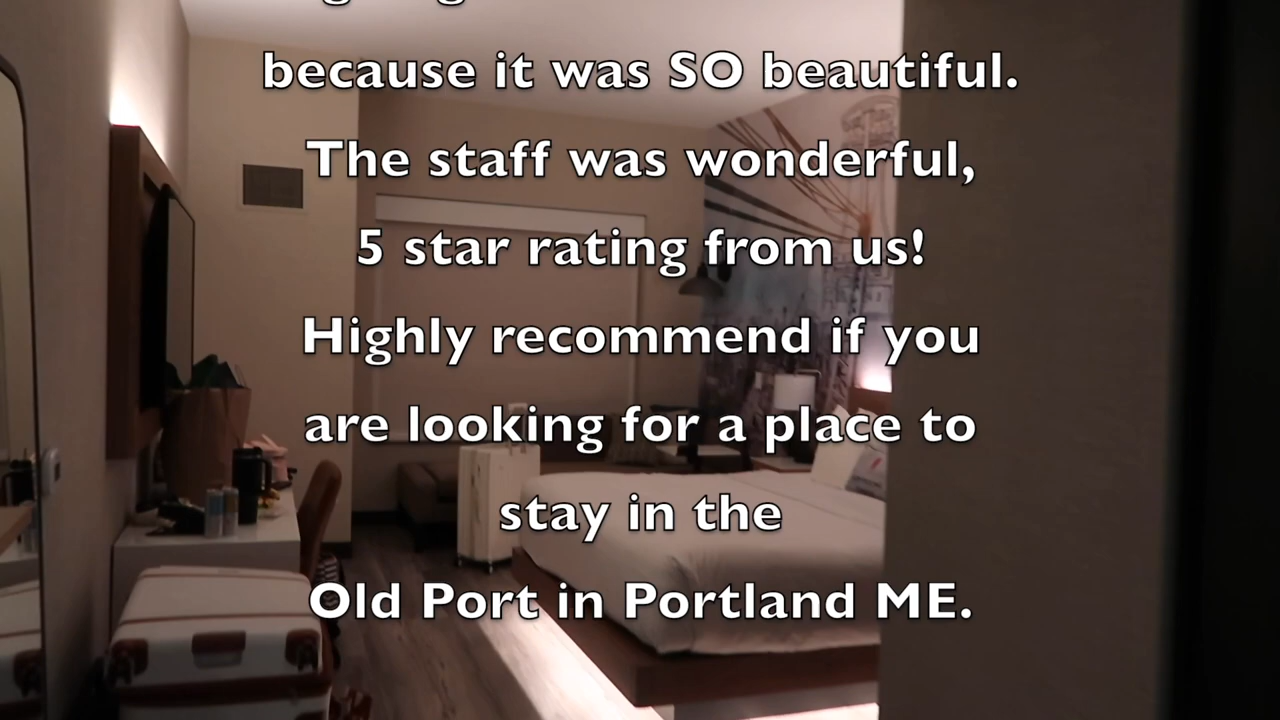 because it was SO beautiful.
The staff was wonderful,
5 star rating from us!
Highly recommend if you
are looking for a place to
stay in the
Old Port in Portland ME.